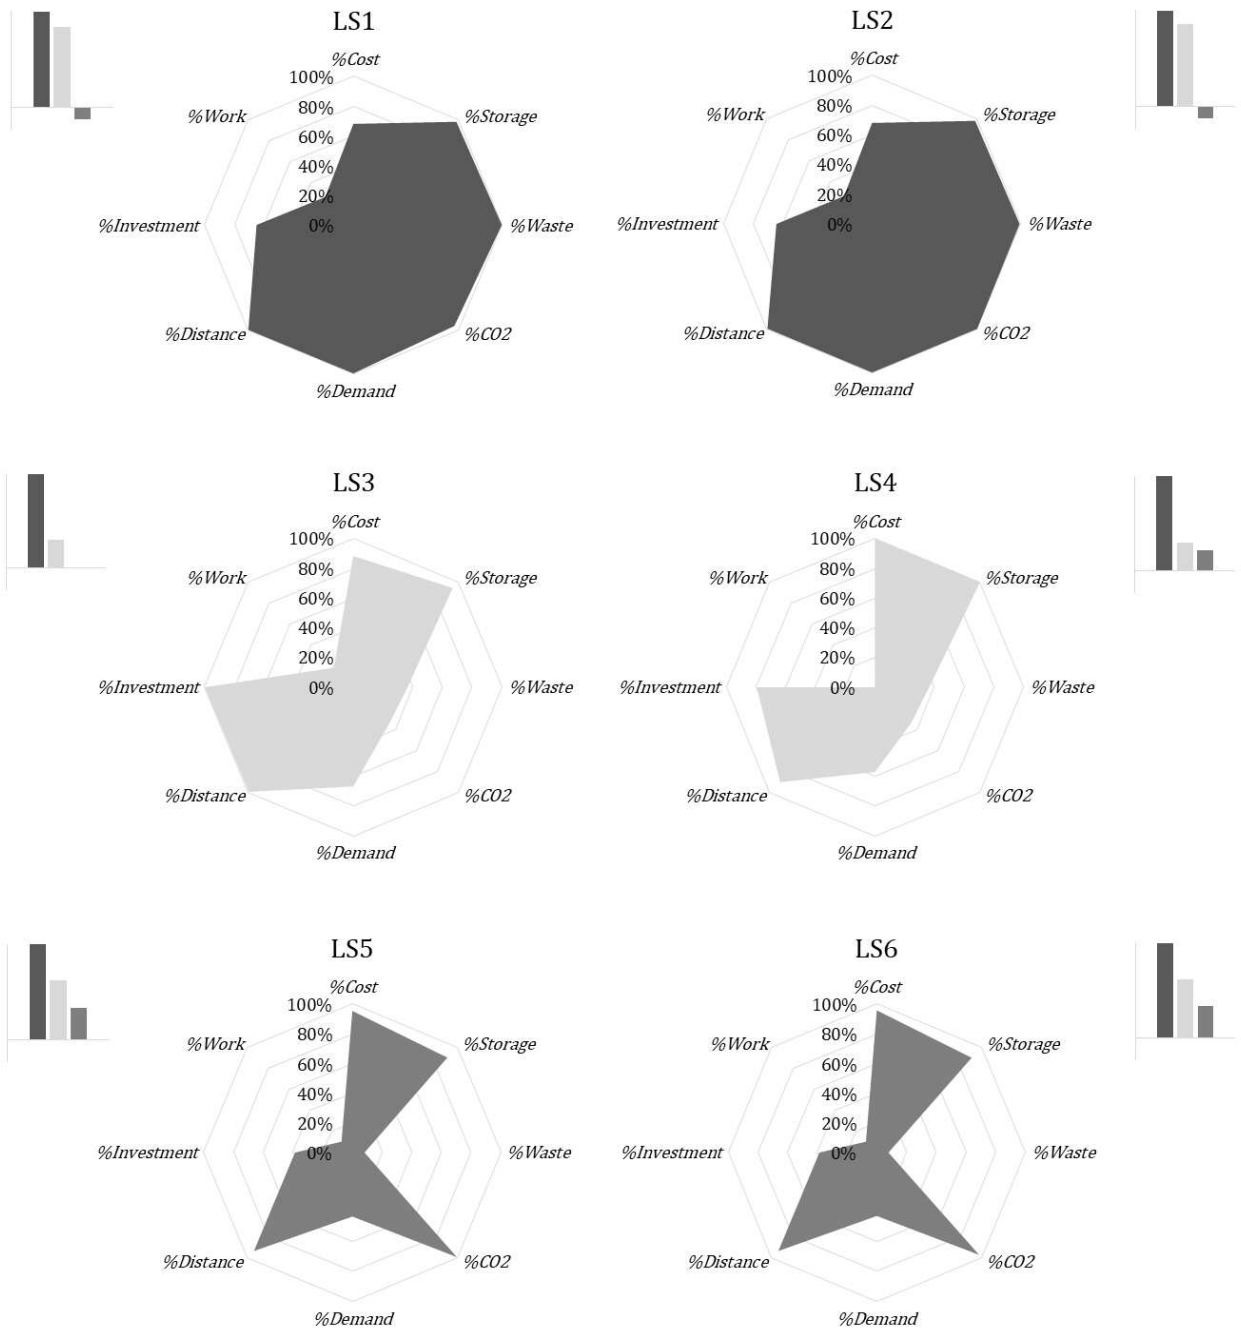 LS1
%Cost
100%
80%
%Work
%Storage
60%
40%
20%
%Investment
0%
%Waste
%Distance
%CO2
%Demand
LS2
%Cost
100%
80%
%Work
%Storage
60%
40%
20%
%Investment
0%
%Waste
%Distance
%CO2
%Demand
LS3
%Cost
100%
80%
%Work
%Storage
60%
40%
20%
%Investment
0%
%Waste
%Distance
%CO2
%Demand
LS4
%Cost
100%
80%
%Work
%Storage
60%
40%
20%
%Investment
0%
%Waste
%Distance
%CO2
%Demand
LS5
%Cost
100%
80%
%Work
%Storage
60%
40%
20%
%Investment
0%
%Waste
%Distance
%CO2
%Demand
LS6
%Cost
100%
80%
%Work
%Storage
60%
40%
20%
%Investment
0%
%Waste
%Distance
%CO2
%Demand